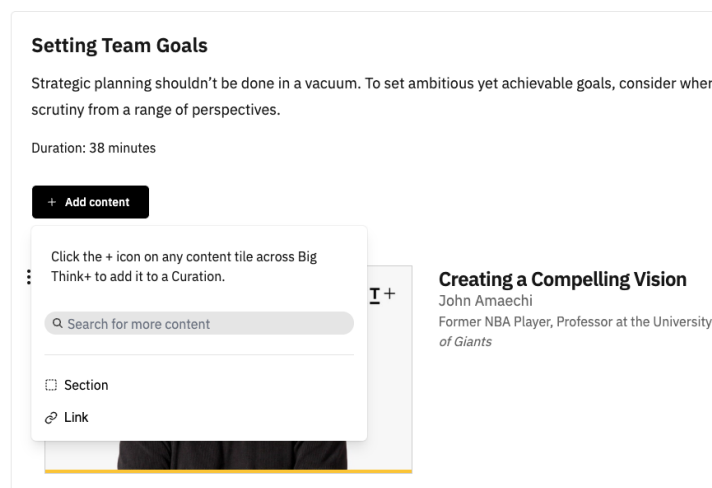 Setting Team Goals
Strategic planning shouldn't be done in a vacuum. To set ambitious yet achievable goals, consider
scrutiny from a range of perspectives.
Duration: 38 minutes
+ Add content
Click the + icon on any content tile across Big
Think+ to add it to a Curation.
T+
Creating a Compelling Vision
John Amaechi
Search for more content
Former NBA Player, Professor at the University
of Giants
Section
Link